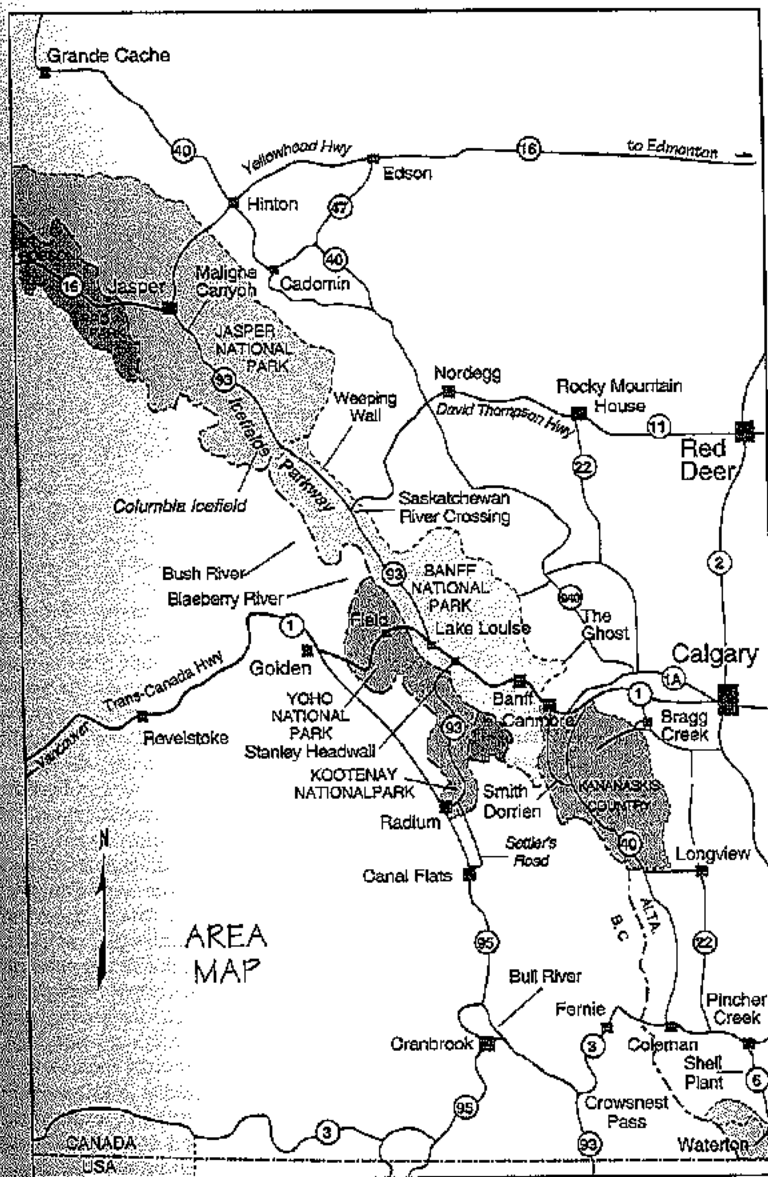 Grande Cache
40
Yellowhead Hwy
16
to Edmonton
Edson
Hinton
47
40
Cadomin
Maligne
Canyon
16
Jasper
JASPER
NATIONAL
PARK
93
Nordegg
Rocky Mountain
House
Weeping
Wall
David Thompson Hwy
11
Red
Deer
Icefields
Parkway
22
Columbia Icefield
Saskatchewan
River Crossing
2
Bush River
93
BANFF
NATIONAL
PARK
Blaeberry River
940
The
Ghost
1
Field
Lake Louise
Golden
Calgary
1A
Trans-Canada Hwy
Banff
1
YOHO
NATIONAL
PARK
Canmore
Bragg
Creek
Vancouver
Revelstoke
93
Stanley Headwall
KOOTENAY
NATIONALPARK
Smith
Dorrien
KANANASKIS
COUNTRY
Radium
N
Settler's
Road
40
Longview
Canal Flats
ALTA.
B.C
AREA
MAP
95
22
Bull River
Fernie
Pincher
Creek
Cranbrook
3
Coleman
Shell
Plant
6
95
Crowsnest
Pass
3
93
Waterton
CANADA
USA